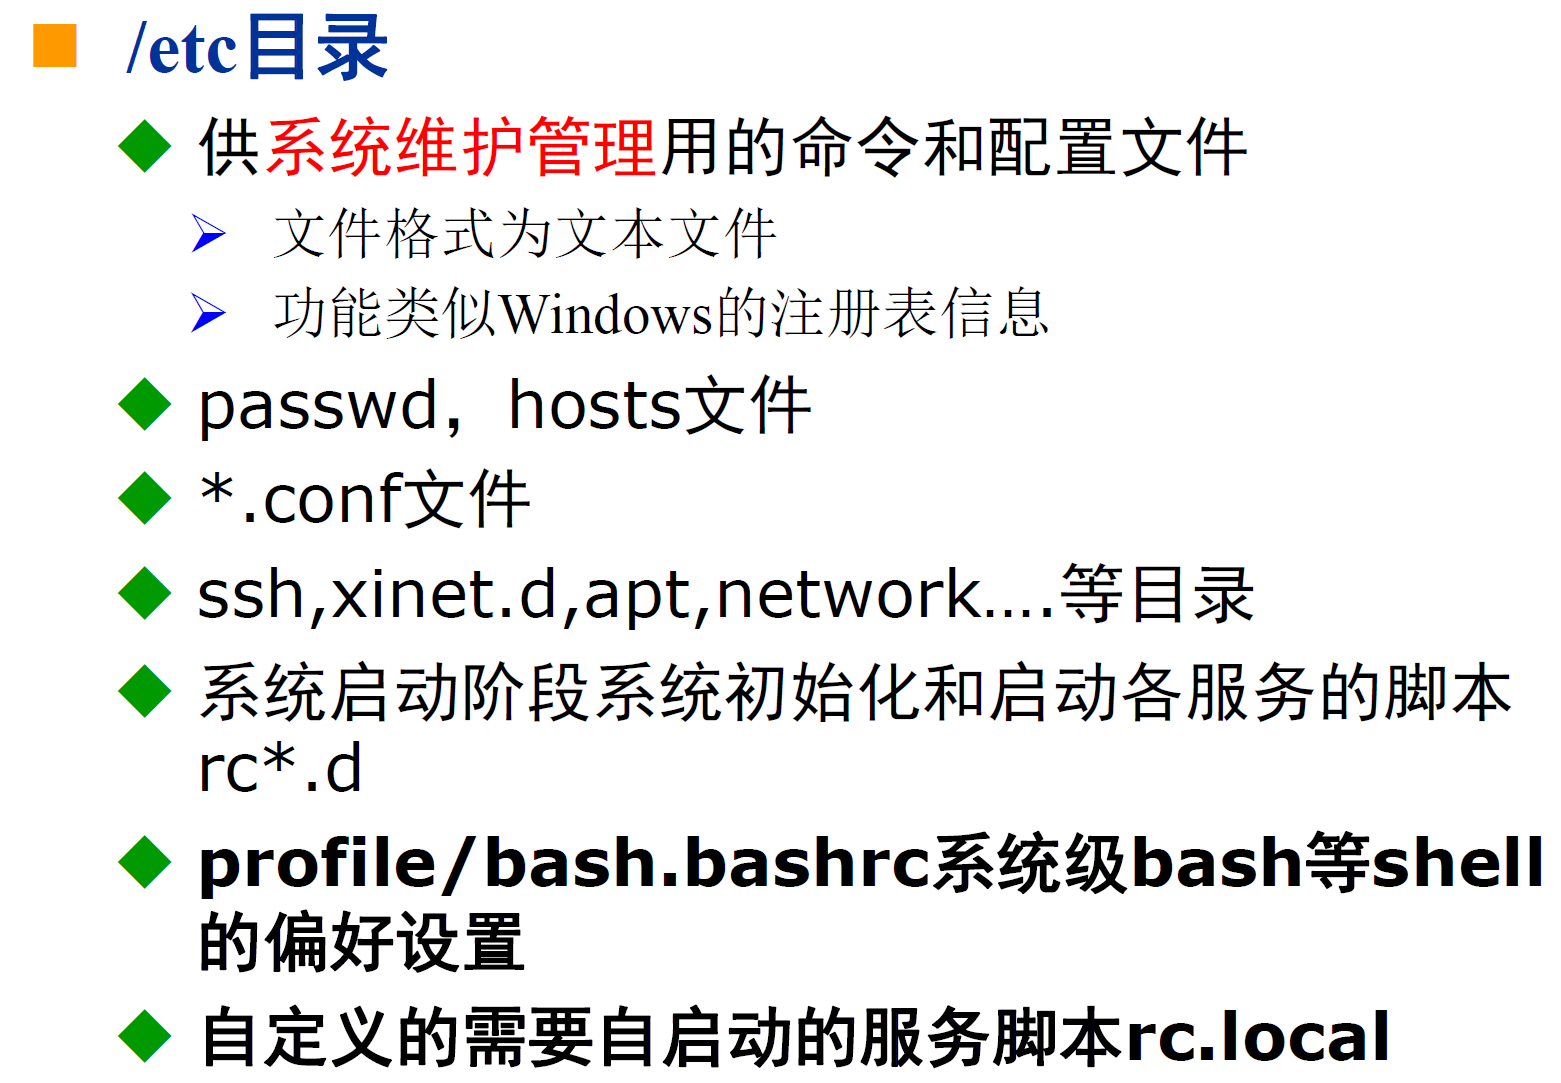 /etc目录
供系统维护管理用的命令和配置文件
文件格式为文本文件
功能类似Windows的注册表信息
passwd，hosts文件
*.conf文件
ssh,xinet.d,apt,network….等目录
系统启动阶段系统初始化和启动各服务的脚本
rc*.d
profile/bash.bashrc系统级bash等shell
的偏好设置
自定义的需要自启动的服务脚本rc.local